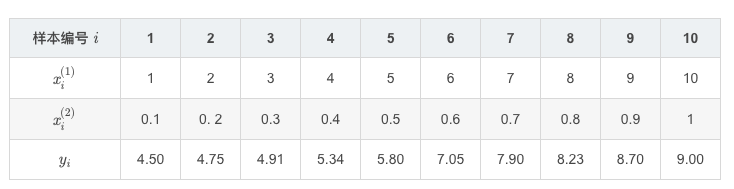 样本编号 i 1 2 3 4 5 6 7 8 9 10
x_i^{(1)} 1 2 3 4 5 6 7 8 9 10
x_i^{(2)} 0.1 0. 2 0.3 0.4 0.5 0.6 0.7 0.8 0.9 1
y_i 4.50 4.75 4.91 5.34 5.80 7.05 7.90 8.23 8.70 9.00